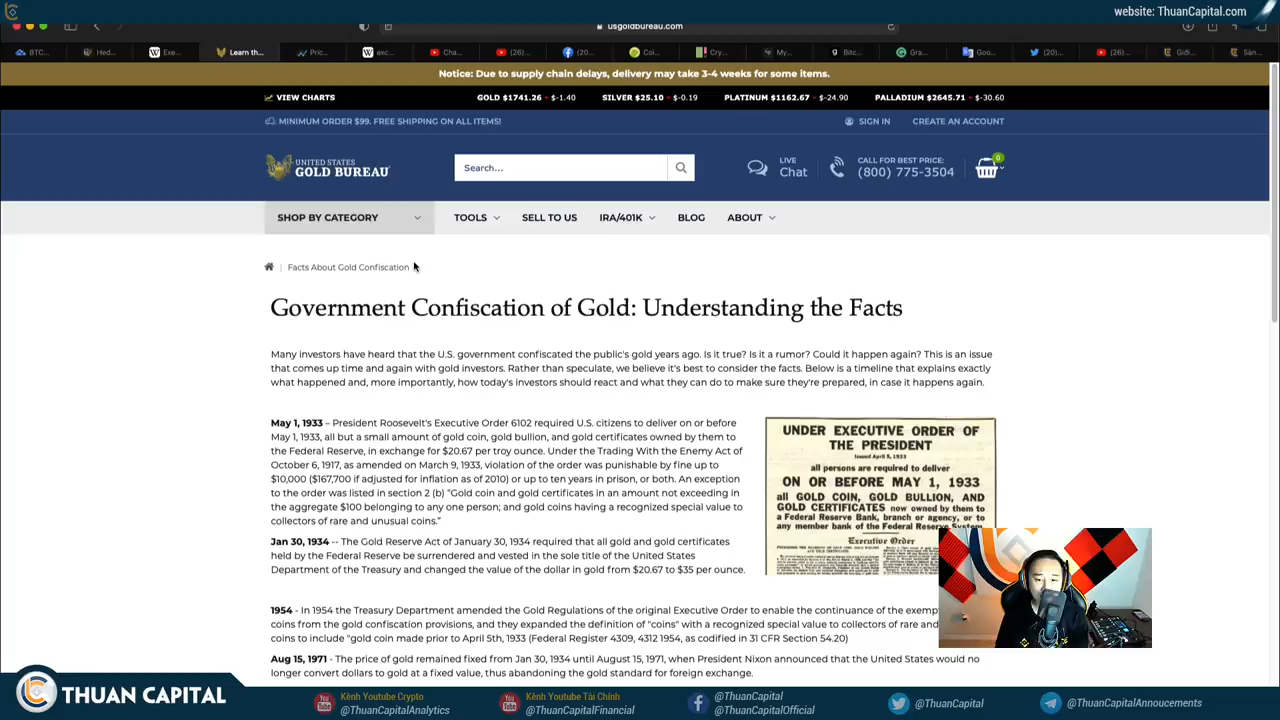 website: ThuanCapital.com
usgoldbureau.com
BTC...
Hed...
Exe...
Learn th...
Pric...
exc...
Cha...
(26)...
(20...
Coi...
Cry...
My...
Bitc...
Gra...
Goo...
(20)...
(26)...
Giới...
Sàn...
Notice: Due to supply chain delays, delivery may take 3-4 weeks for some items.
VIEW CHARTS
GOLD $1741.26 $-1.40
SILVER $25.10 $-0.19
PLATINUM $1162.67 $-24.90
PALLADIUM $2645.71 $-30.60
MINIMUM ORDER $99. FREE SHIPPING ON ALL ITEMS!
SIGN IN
CREATE AN ACCOUNT
UNITED STATES
GOLD BUREAU
Search...
LIVE
Chat
CALL FOR BEST PRICE:
(800) 775-3504
0
SHOP BY CATEGORY
TOOLS
SELL TO US
IRA/401K
BLOG
ABOUT
Facts About Gold Confiscation
Government Confiscation of Gold: Understanding the Facts
Many investors have heard that the U.S. government confiscated the public's gold years ago. Is it true? Is it a rumor? Could it happen again? This is an issue
that comes up time and again with gold investors. Rather than speculate, we believe it's best to consider the facts. Below is a timeline that explains exactly
what happened and, more importantly, how today's investors should react and what they can do to make sure they're prepared, in case it happens again.
May 1, 1933 – President Roosevelt's Executive Order 6102 required U.S. citizens to deliver on or before
May 1, 1933, all but a small amount of gold coin, gold bullion, and gold certificates owned by them to
the Federal Reserve, in exchange for $20.67 per troy ounce. Under the Trading With the Enemy Act of
October 6, 1917, as amended on March 9, 1933, violation of the order was punishable by fine up to
$10,000 ($167,700 if adjusted for inflation as of 2010) or up to ten years in prison, or both. An exception
to the order was listed in section 2 (b) "Gold coin and gold certificates in an amount not exceeding in
the aggregate $100 belonging to any one person; and gold coins having a recognized special value to
collectors of rare and unusual coins."
UNDER EXECUTIVE ORDER OF
THE PRESIDENT
Issued April 5, 1933
all persons are required to deliver
ON OR BEFORE MAY 1, 1933
all GOLD COIN, GOLD BULLION, AND
GOLD CERTIFICATES now owned by them to
a Federal Reserve Bank, branch or agency, or to
any member bank of the Federal Reserve System.
Executive Order
Jan 30, 1934 -- The Gold Reserve Act of January 30, 1934 required that all gold and gold certificates
held by the Federal Reserve be surrendered and vested in the sole title of the United States
Department of the Treasury and changed the value of the dollar in gold from $20.67 to $35 per ounce.
1954 - In 1954 the Treasury Department amended the Gold Regulations of the original Executive Order to enable the continuance of the exemp
coins from the gold confiscation provisions, and they expanded the definition of "coins" with a recognized special value to collectors of rare and
coins to include "gold coin made prior to April 5th, 1933 (Federal Register 4309, 4312 1954, as codified in 31 CFR Section 54.20)
Aug 15, 1971 - The price of gold remained fixed from Jan 30, 1934 until August 15, 1971, when President Nixon announced that the United States would no
longer convert dollars to gold at a fixed value, thus abandoning the gold standard for foreign exchange.
THUAN CAPITAL
Kênh Youtube Crypto
@ThuanCapitalAnalytics
Kênh Youtube Tài Chính
@ThuanCapitalFinancial
@ThuanCapital
@ThuanCapitalOfficial
@ThuanCapital
@ThuanCapitalAnnoucements